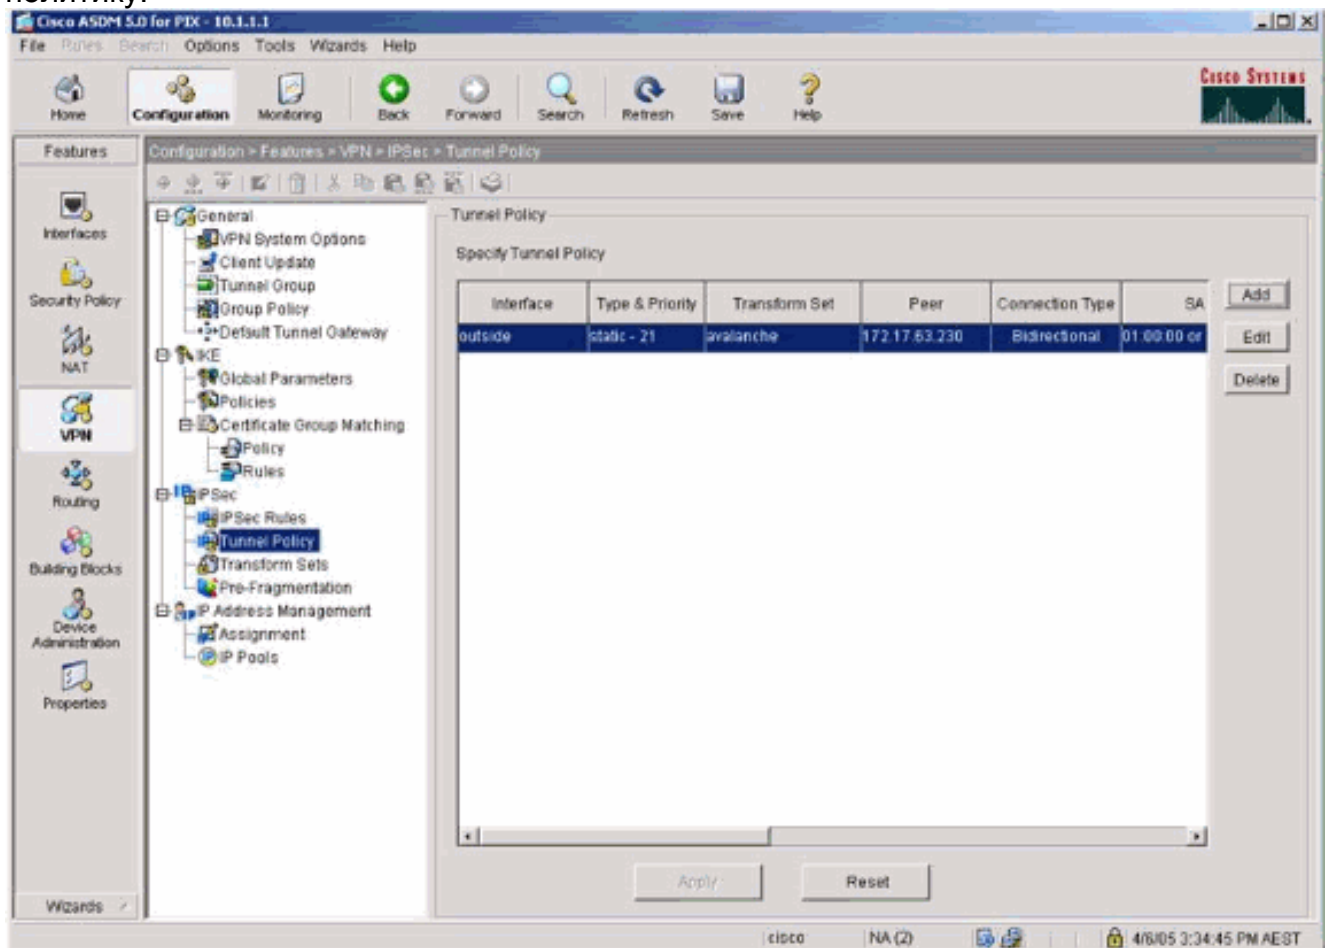 политику.
Cisco ASDM 5.0 for PIX - 10.1.1.1
File Rules Search Options Tools Wizards Help
Home Configuration Monitoring Back Forward Search Refresh Save Help
CISCO SYSTEMS
Features
Configuration > Features > VPN > IPSec > Tunnel Policy
Interfaces
Security Policy
NAT
VPN
Routing
Building Blocks
Device Administration
Properties
Wizards
General
VPN System Options
Client Update
Tunnel Group
Group Policy
Default Tunnel Gateway
IKE
Global Parameters
Policies
Certificate Group Matching
Policy
Rules
IPSec
IPSec Rules
Tunnel Policy
Transform Sets
Pre-Fragmentation
IP Address Management
Assignment
IP Pools
Tunnel Policy
Specify Tunnel Policy
Interface Type & Priority Transform Set Peer Connection Type SA
outside static - 21 avalanche 172.17.63.230 Bidirectional 01:00:00 or
Add
Edit
Delete
Apply Reset
cisco NA (2) 4/6/05 3:34:45 PM AEST